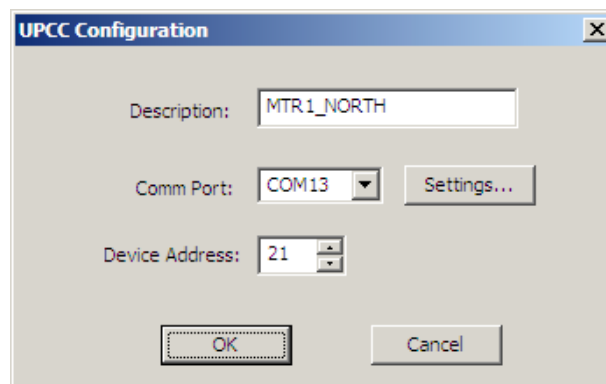 UPCC Configuration
Description: MTR1_NORTH
Comm Port: COM13 Settings...
Device Address: 21
OK Cancel